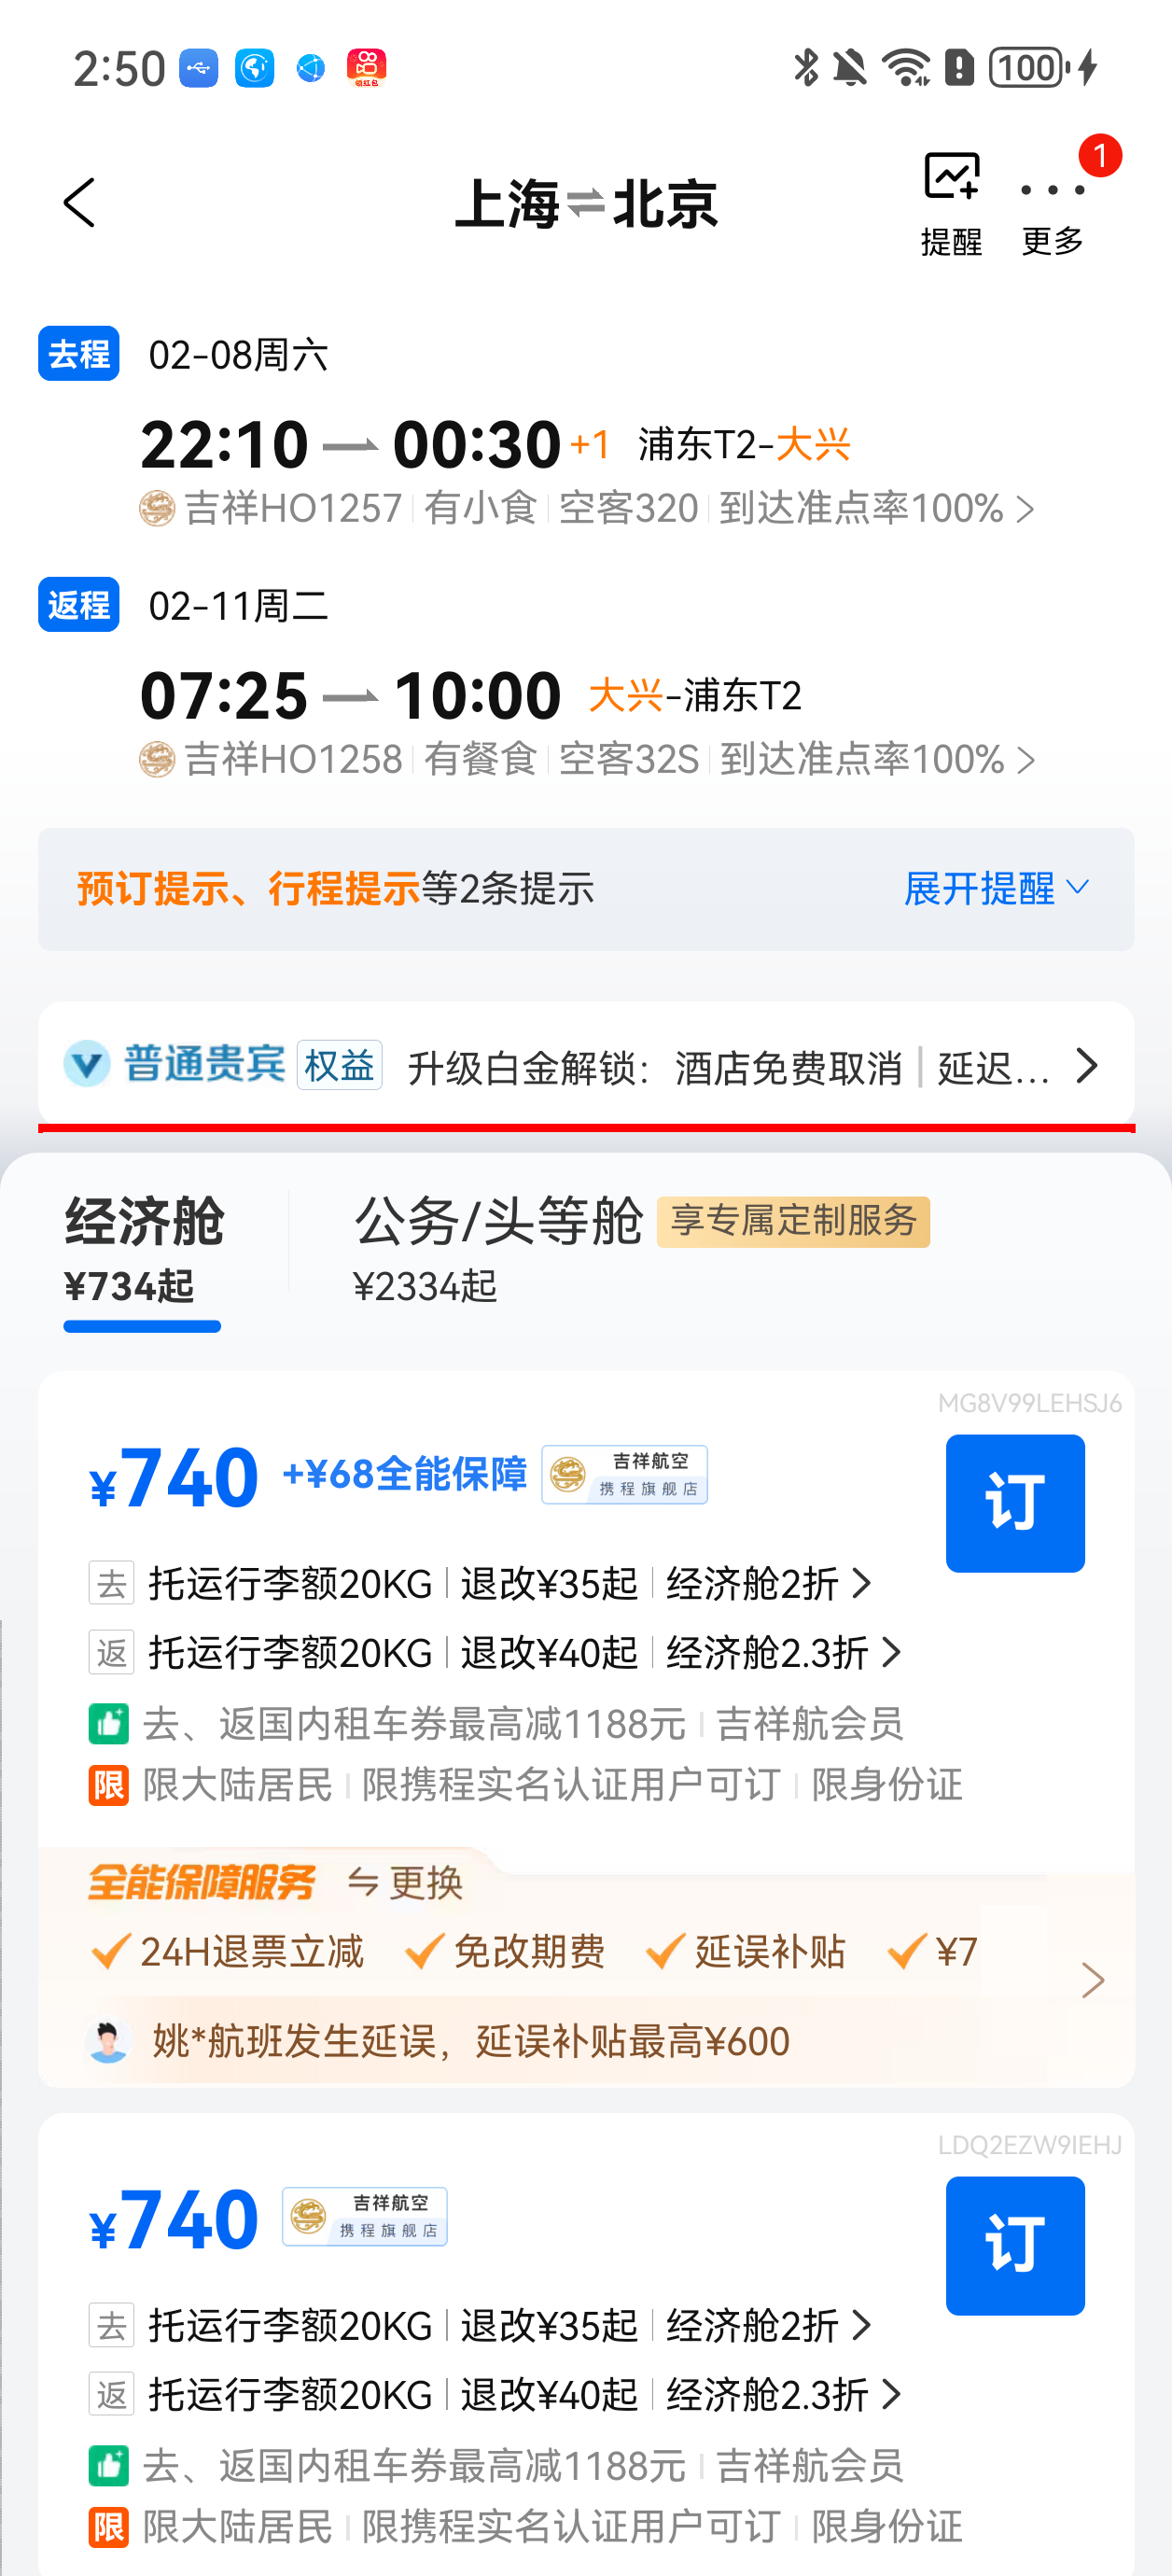 2:50
领红包
100
上海⇌北京
提醒
更多
1
去程 02-08周六
22:10 00:30 +1 浦东T2-大兴
吉祥HO1257 有小食 空客320 到达准点率100%
返程 02-11周二
07:25 10:00 大兴-浦东T2
吉祥HO1258 有餐食 空客32S 到达准点率100%
预订提示、行程提示等2条提示 展开提醒
普通贵宾 权益 升级白金解锁：酒店免费取消 | 延迟...
经济舱 公务/头等舱 享专属定制服务
¥734起 ¥2334起
MG8V99LEHSJ6
¥740 +¥68全能保障 吉祥航空 携程旗舰店
订
去 托运行李额20KG 退改¥35起 经济舱2折
返 托运行李额20KG 退改¥40起 经济舱2.3折
去、返国内租车券最高减1188元 吉祥航会员
限 限大陆居民 限携程实名认证用户可订 限身份证
全能保障服务 更换
24H退票立减 免改期费 延误补贴 ¥7
姚*航班发生延误，延误补贴最高¥600
LDQ2EZW9IEHJ
¥740 吉祥航空 携程旗舰店
订
去 托运行李额20KG 退改¥35起 经济舱2折
返 托运行李额20KG 退改¥40起 经济舱2.3折
去、返国内租车券最高减1188元 吉祥航会员
限 限大陆居民 限携程实名认证用户可订 限身份证